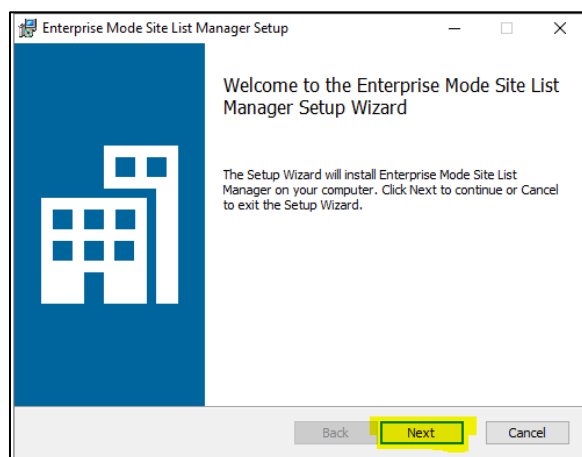 Enterprise Mode Site List Manager Setup
Welcome to the Enterprise Mode Site List
Manager Setup Wizard
The Setup Wizard will install Enterprise Mode Site List
Manager on your computer. Click Next to continue or Cancel
to exit the Setup Wizard.
Back Next Cancel